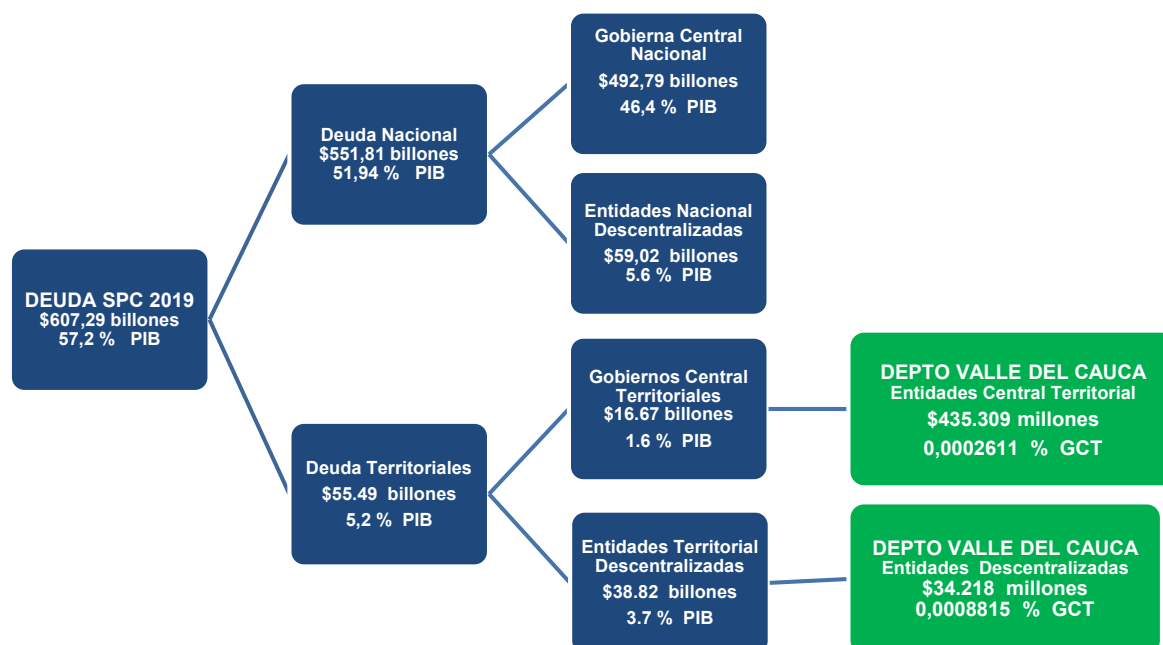 DEUDA SPC 2019
$607,29 billones
57,2 % PIB
Deuda Nacional
$551,81 billones
51,94 % PIB
Gobierna Central
Nacional
$492,79 billones
46,4 % PIB
Entidades Nacional
Descentralizadas
$59,02 billones
5.6 % PIB
Deuda Territoriales
$55.49 billones
5,2 % PIB
Gobiernos Central
Territoriales
$16.67 billones
1.6 % PIB
DEPTO VALLE DEL CAUCA
Entidades Central Territorial
$435.309 millones
0,0002611 % GCT
Entidades Territorial
Descentralizadas
$38.82 billones
3.7 % PIB
DEPTO VALLE DEL CAUCA
Entidades Descentralizadas
$34.218 millones
0,0008815 % GCT